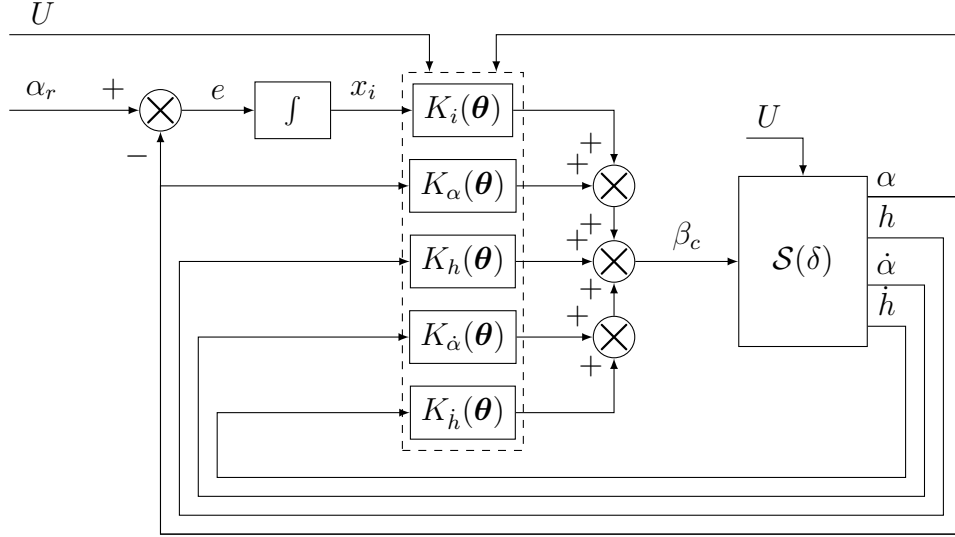 U
α_r + e ∫ x_i K_i(θ)
+
− + U
K_α(θ) α
+ h
+ β_c
K_h(θ) S(δ) α̇
+ ḣ
+
K_α̇(θ)
+
K_ḣ(θ)